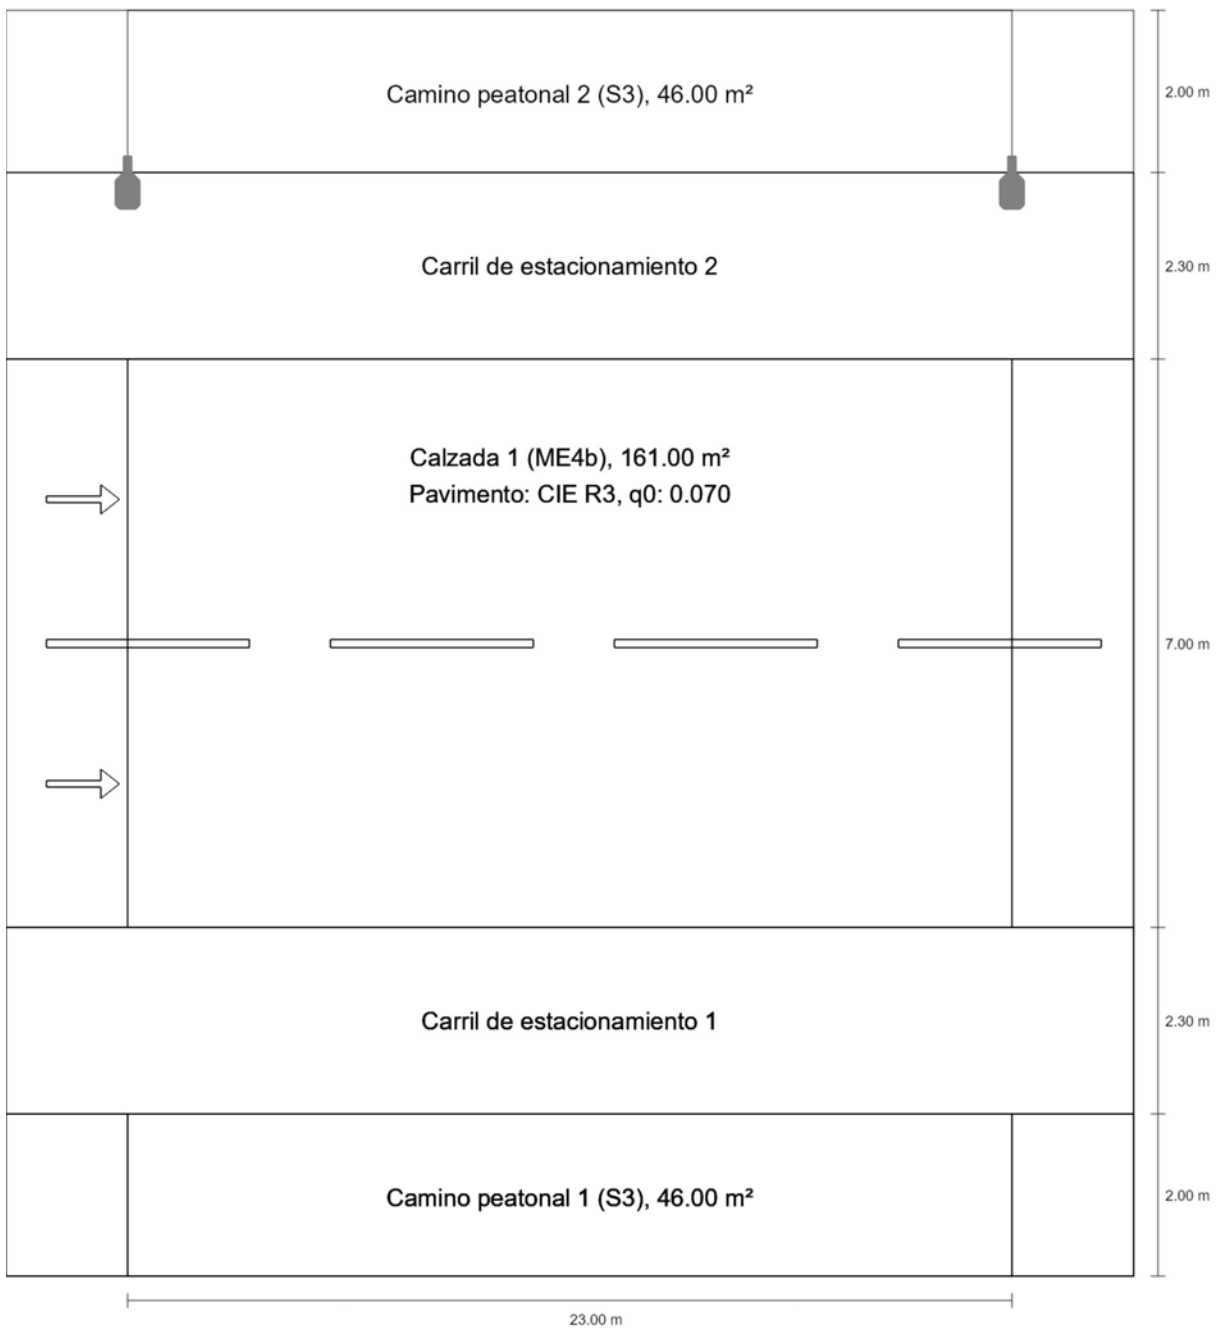 Camino peatonal 2 (S3), 46.00 m²
2.00 m
Carril de estacionamiento 2
2.30 m
Calzada 1 (ME4b), 161.00 m²
Pavimento: CIE R3, q0: 0.070
7.00 m
Carril de estacionamiento 1
2.30 m
Camino peatonal 1 (S3), 46.00 m²
2.00 m
23.00 m